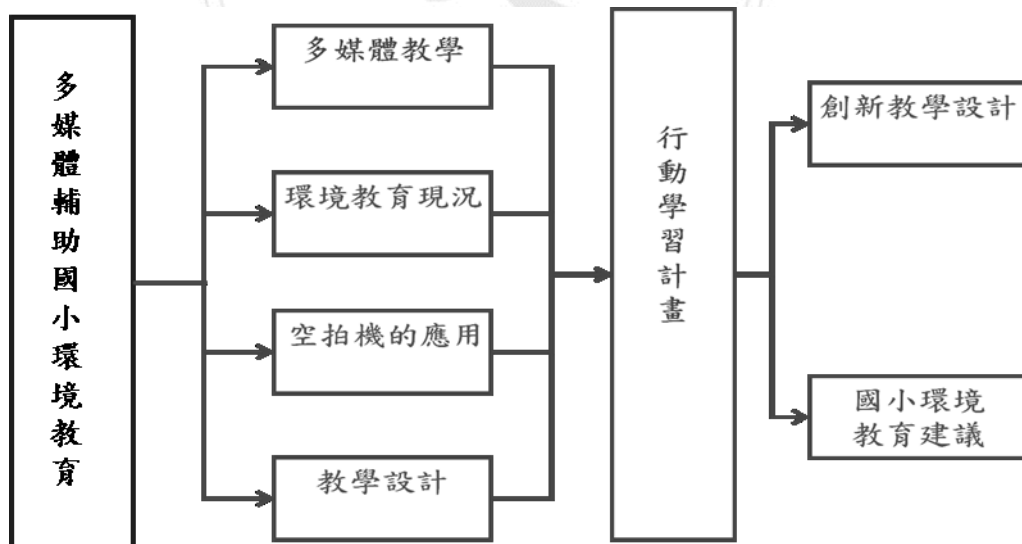 多媒體輔助國小環境教育
多媒體教學
環境教育現況
空拍機的應用
教學設計
行動學習計畫
創新教學設計
國小環境
教育建議